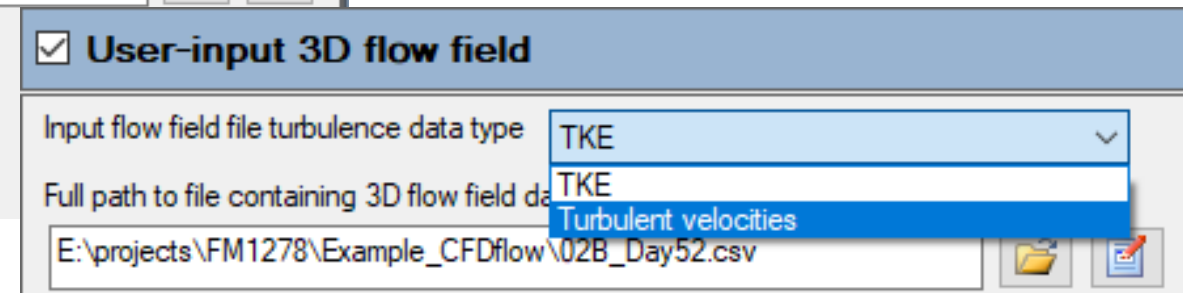 User-input 3D flow field
Input flow field file turbulence data type
TKE
TKE
Turbulent velocities
Full path to file containing 3D flow field da
E:\projects\FM1278\Example_CFDflow\02B_Day52.csv